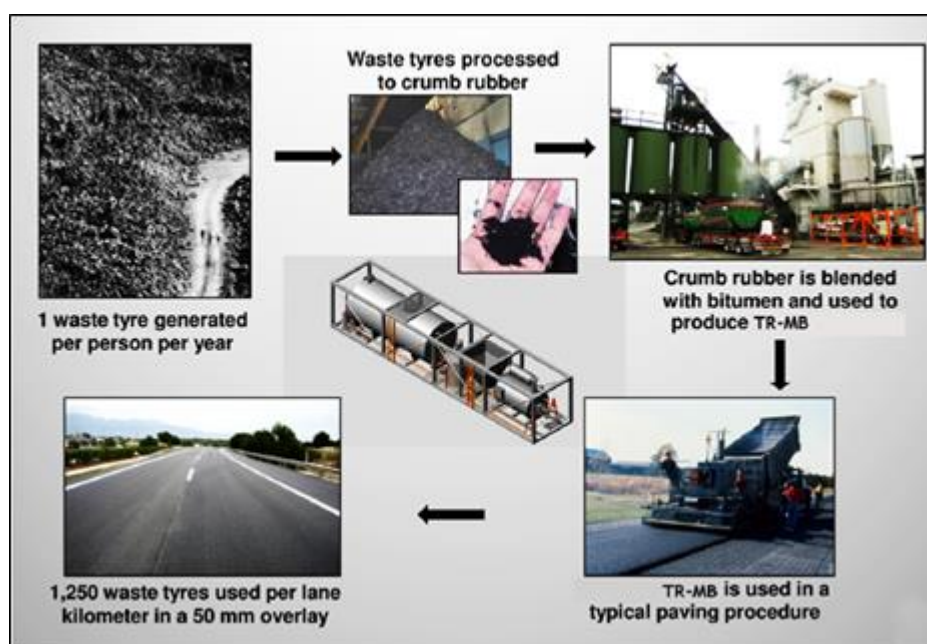 Waste tyres processed
to crumb rubber
1 waste tyre generated
per person per year
Crumb rubber is blended
with bitumen and used to
produce TR-MB
TR-MB is used in a
typical paving procedure
1,250 waste tyres used per lane
kilometer in a 50 mm overlay